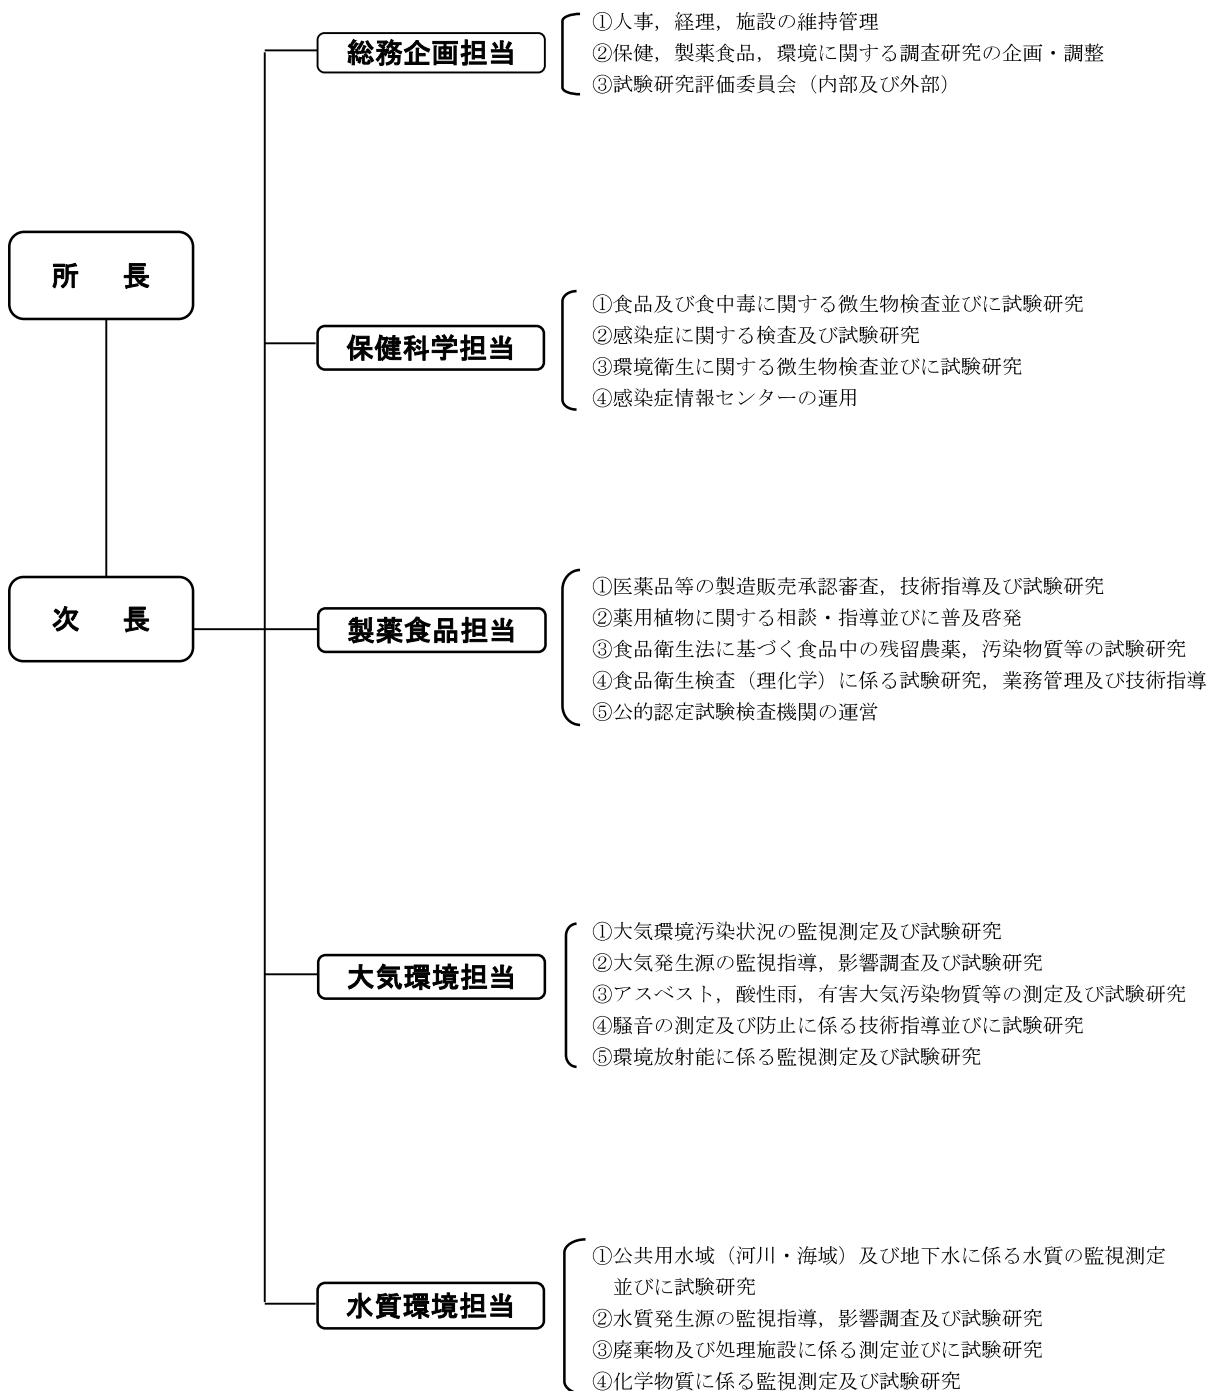 所　長
次　長
総務企画担当
①人事，経理，施設の維持管理
②保健，製薬食品，環境に関する調査研究の企画・調整
③試験研究評価委員会（内部及び外部）
保健科学担当
①食品及び食中毒に関する微生物検査並びに試験研究
②感染症に関する検査及び試験研究
③環境衛生に関する微生物検査並びに試験研究
④感染症情報センターの運用
製薬食品担当
①医薬品等の製造販売承認審査，技術指導及び試験研究
②薬用植物に関する相談・指導並びに普及啓発
③食品衛生法に基づく食品中の残留農薬，汚染物質等の試験研究
④食品衛生検査（理化学）に係る試験研究，業務管理及び技術指導
⑤公的認定試験検査機関の運営
大気環境担当
①大気環境汚染状況の監視測定及び試験研究
②大気発生源の監視指導，影響調査及び試験研究
③アスベスト，酸性雨，有害大気汚染物質等の測定及び試験研究
④騒音の測定及び防止に係る技術指導並びに試験研究
⑤環境放射能に係る監視測定及び試験研究
水質環境担当
①公共用水域（河川・海域）及び地下水に係る水質の監視測定
並びに試験研究
②水質発生源の監視指導，影響調査及び試験研究
③廃棄物及び処理施設に係る測定並びに試験研究
④化学物質に係る監視測定及び試験研究